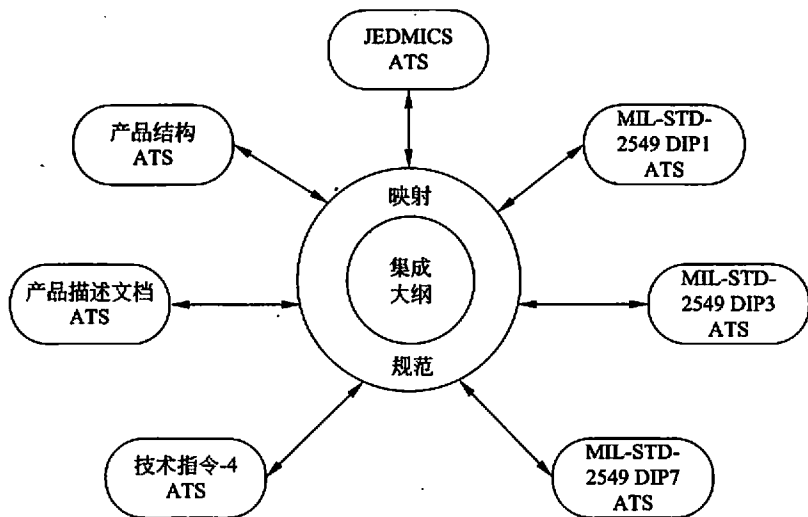 JEDMICS
ATS
产品结构
ATS
MIL-STD-
2549 DIP1
ATS
映射
集成
大纲
规范
产品描述文档
ATS
MIL-STD-
2549 DIP3
ATS
技术指令-4
ATS
MIL-STD-
2549 DIP7
ATS